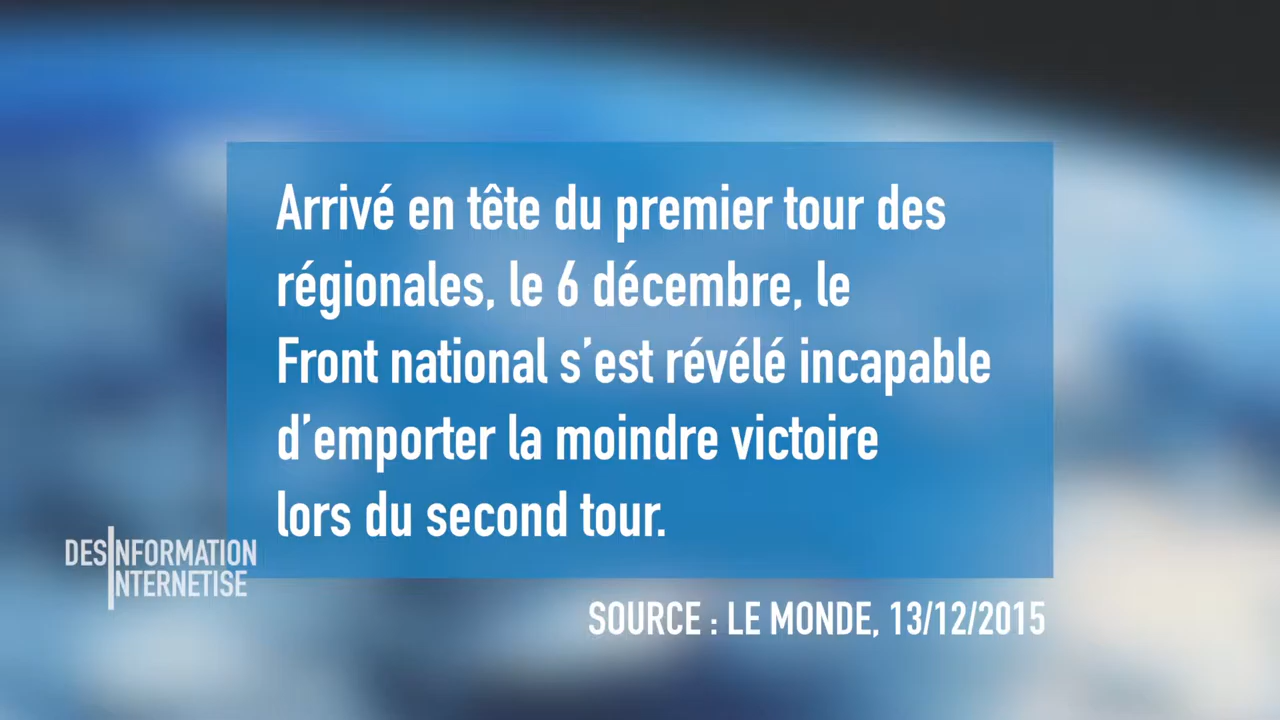 Arrivé en tête du premier tour des
régionales, le 6 décembre, le
Front national s’est révélé incapable
d’emporter la moindre victoire
lors du second tour.
DESINFORMATION
INTERNETISE
SOURCE : LE MONDE, 13/12/2015